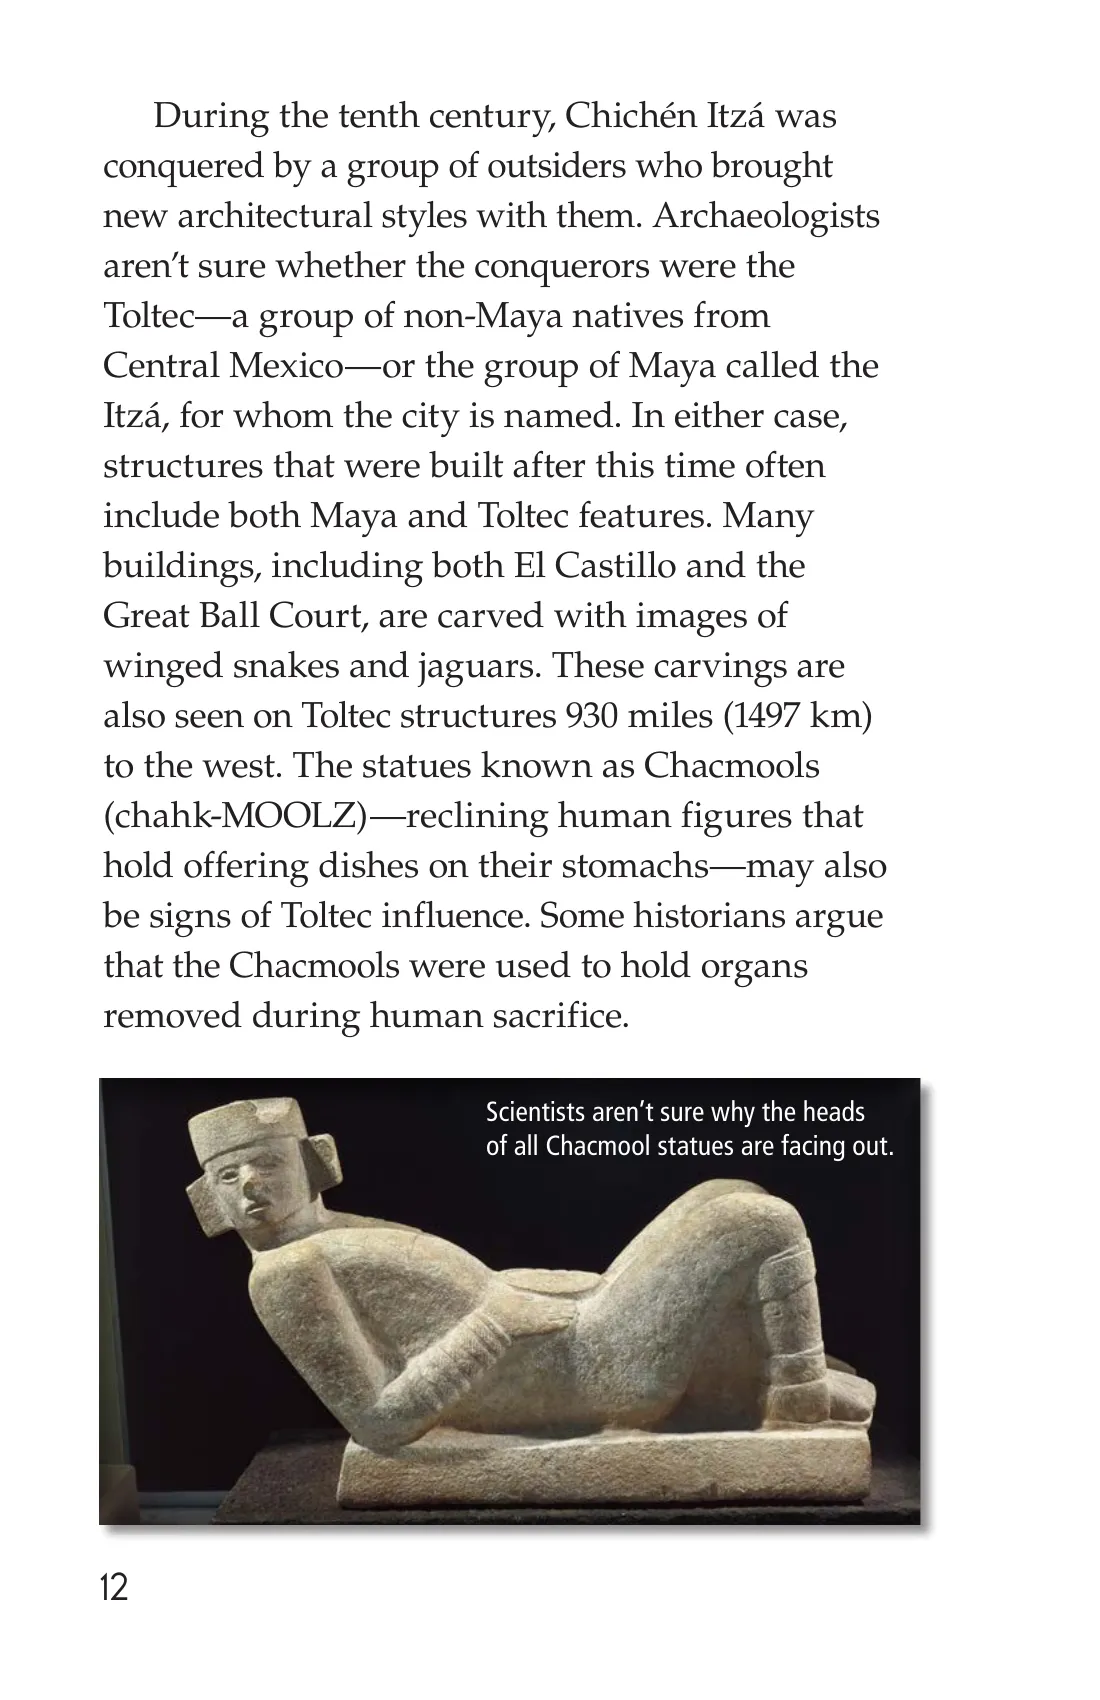 During the tenth century, Chichén Itzá was
conquered by a group of outsiders who brought
new architectural styles with them. Archaeologists
aren’t sure whether the conquerors were the
Toltec—a group of non-Maya natives from
Central Mexico—or the group of Maya called the
Itzá, for whom the city is named. In either case,
structures that were built after this time often
include both Maya and Toltec features. Many
buildings, including both El Castillo and the
Great Ball Court, are carved with images of
winged snakes and jaguars. These carvings are
also seen on Toltec structures 930 miles (1497 km)
to the west. The statues known as Chacmools
(chahk-MOOLZ)—reclining human figures that
hold offering dishes on their stomachs—may also
be signs of Toltec influence. Some historians argue
that the Chacmools were used to hold organs
removed during human sacrifice.
Scientists aren’t sure why the heads
of all Chacmool statues are facing out.
12